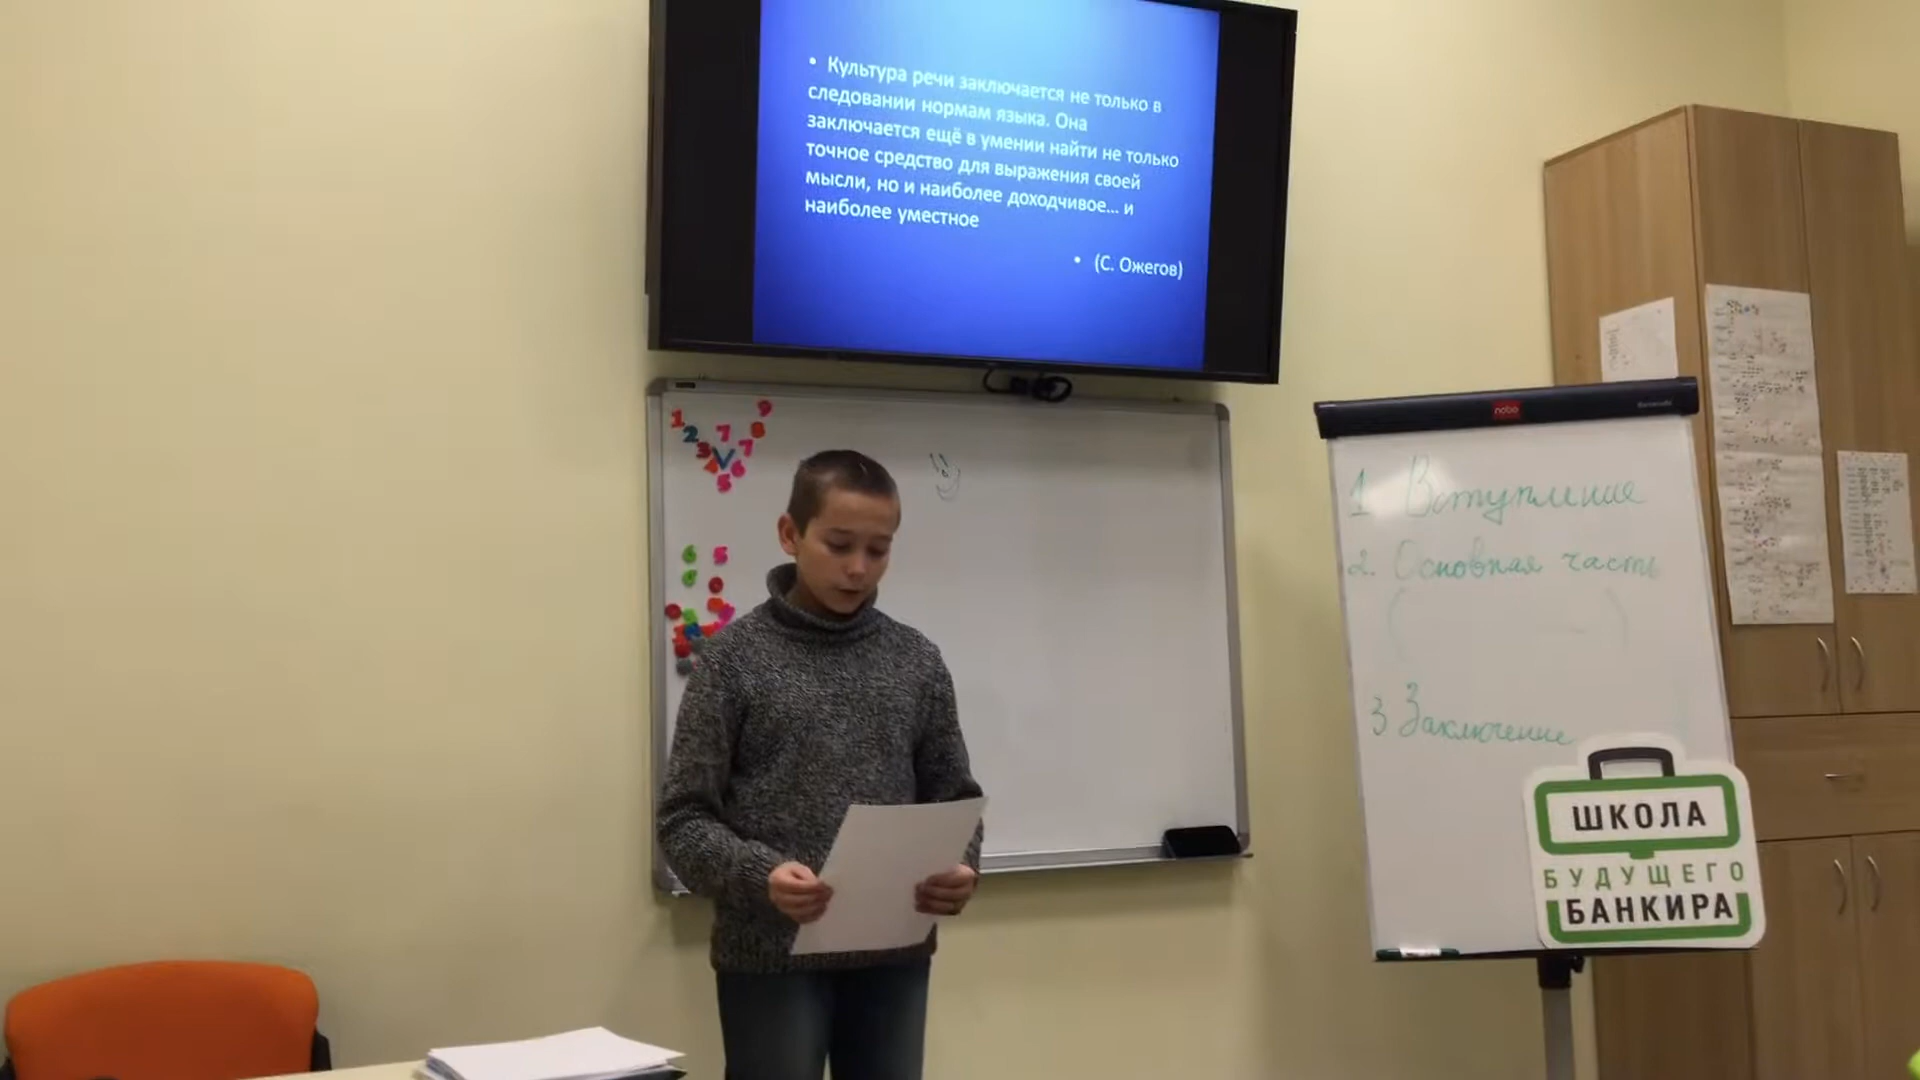 • Культура речи заключается не только в
следовании нормам языка. Она
заключается ещё в умении найти не только
точное средство для выражения своей
мысли, но и наиболее доходчивое... и
наиболее уместное
• (С. Ожегов)
nobo
1. Вступление
2. Основная часть
( )
3 Заключение
ШКОЛА
БУДУЩЕГО
БАНКИРА